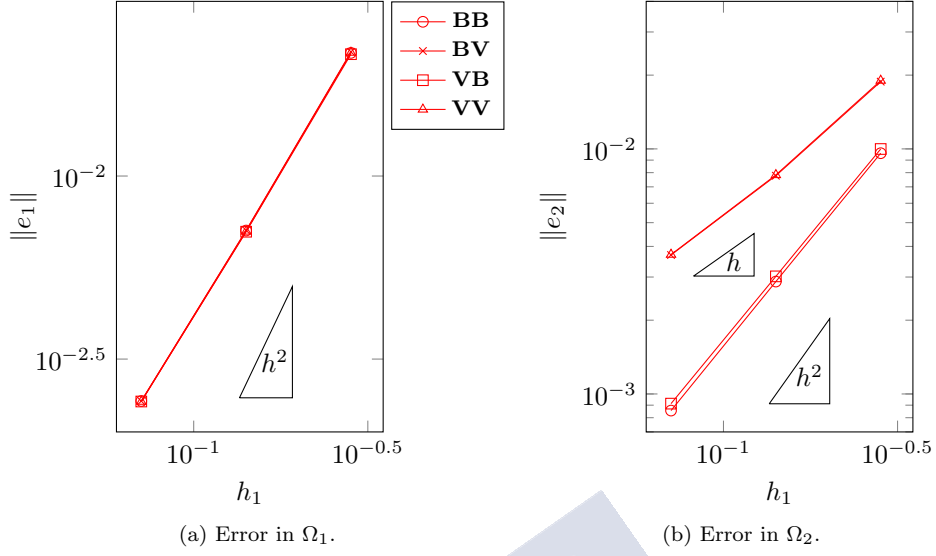 BB
BV
VB
VV
10^-2
10^-2.5
||e_1||
h^2
10^-1
10^-0.5
h_1
(a) Error in Ω_1.
10^-2
10^-3
||e_2||
h
h^2
10^-1
10^-0.5
h_1
(b) Error in Ω_2.